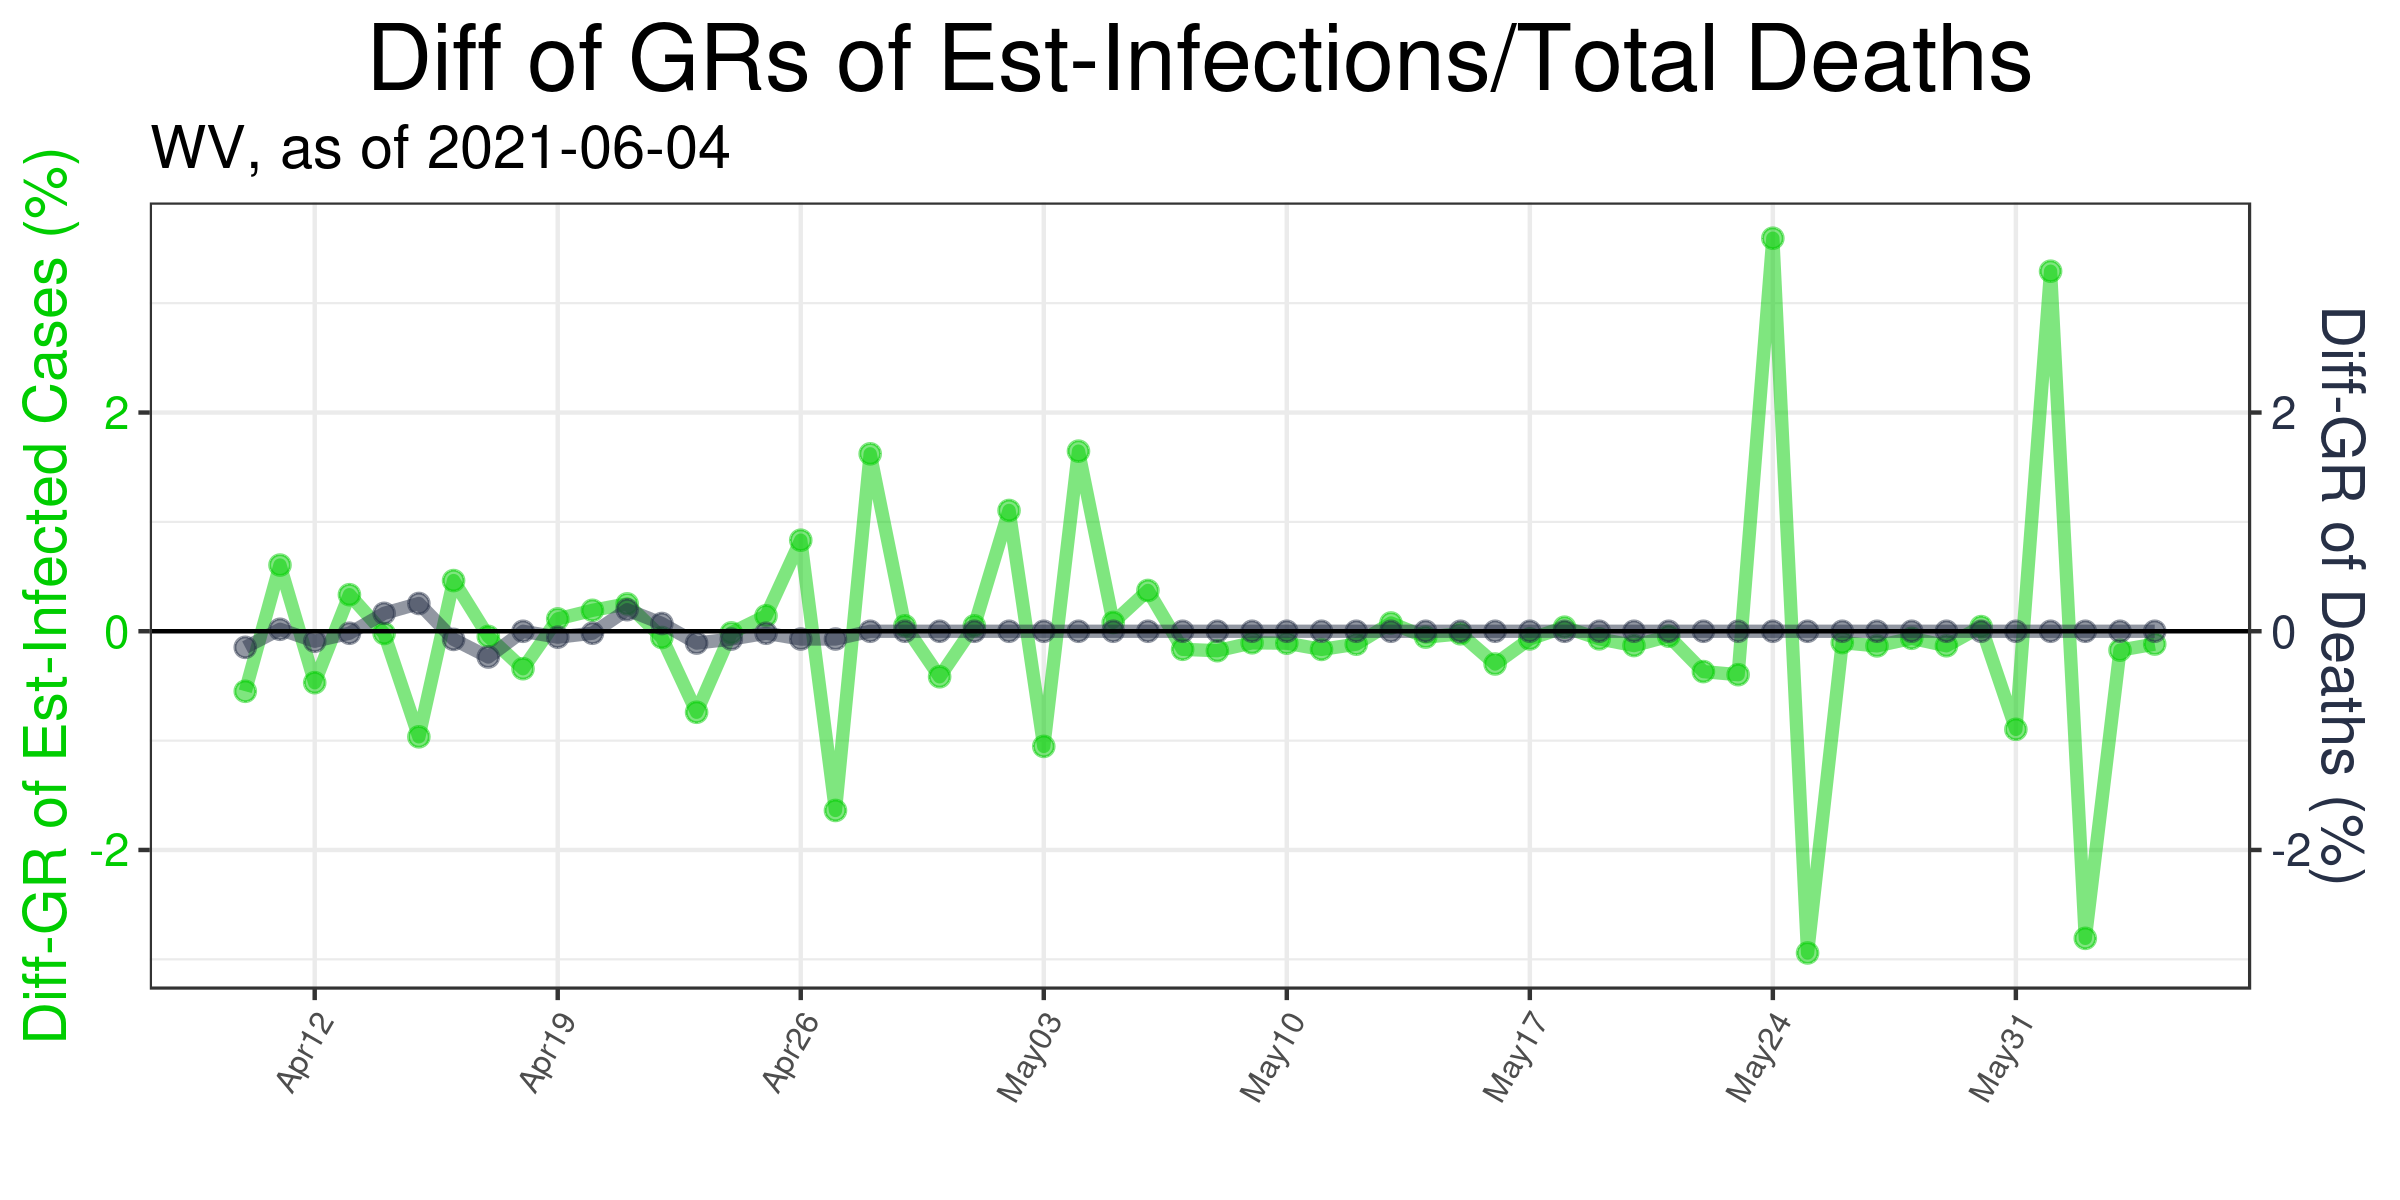 Diff of GRs of Est-Infections/Total Deaths
WV, as of 2021-06-04
Diff-GR of Est-Infected Cases (%)
2
0
-2
2
0
-2
Diff-GR of Deaths (%)
Apr12
Apr19
Apr26
May03
May10
May17
May24
May31